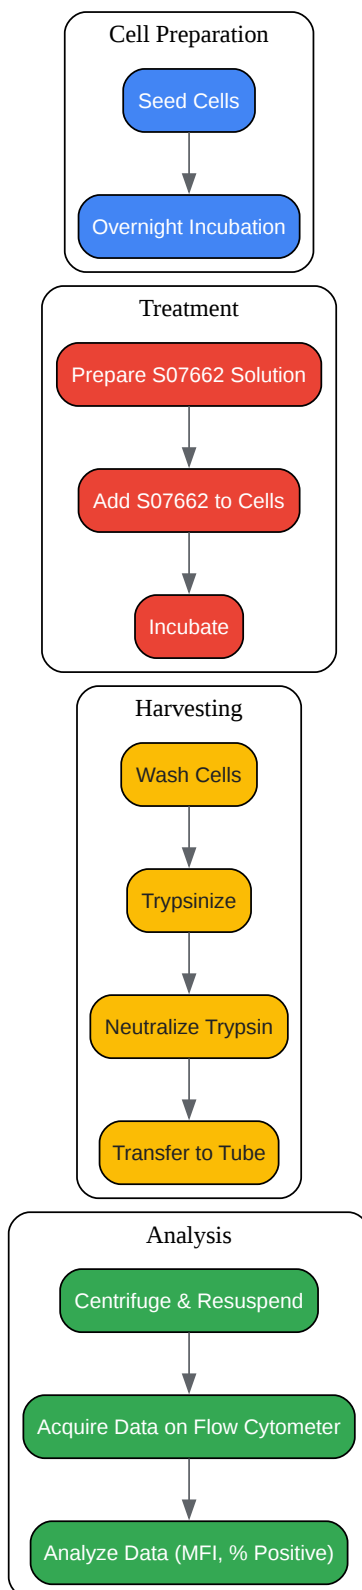 Cell Preparation
Seed Cells
Overnight Incubation
Treatment
Prepare S07662 Solution
Add S07662 to Cells
Incubate
Harvesting
Wash Cells
Trypsinize
Neutralize Trypsin
Transfer to Tube
Analysis
Centrifuge & Resuspend
Acquire Data on Flow Cytometer
Analyze Data (MFI, % Positive)